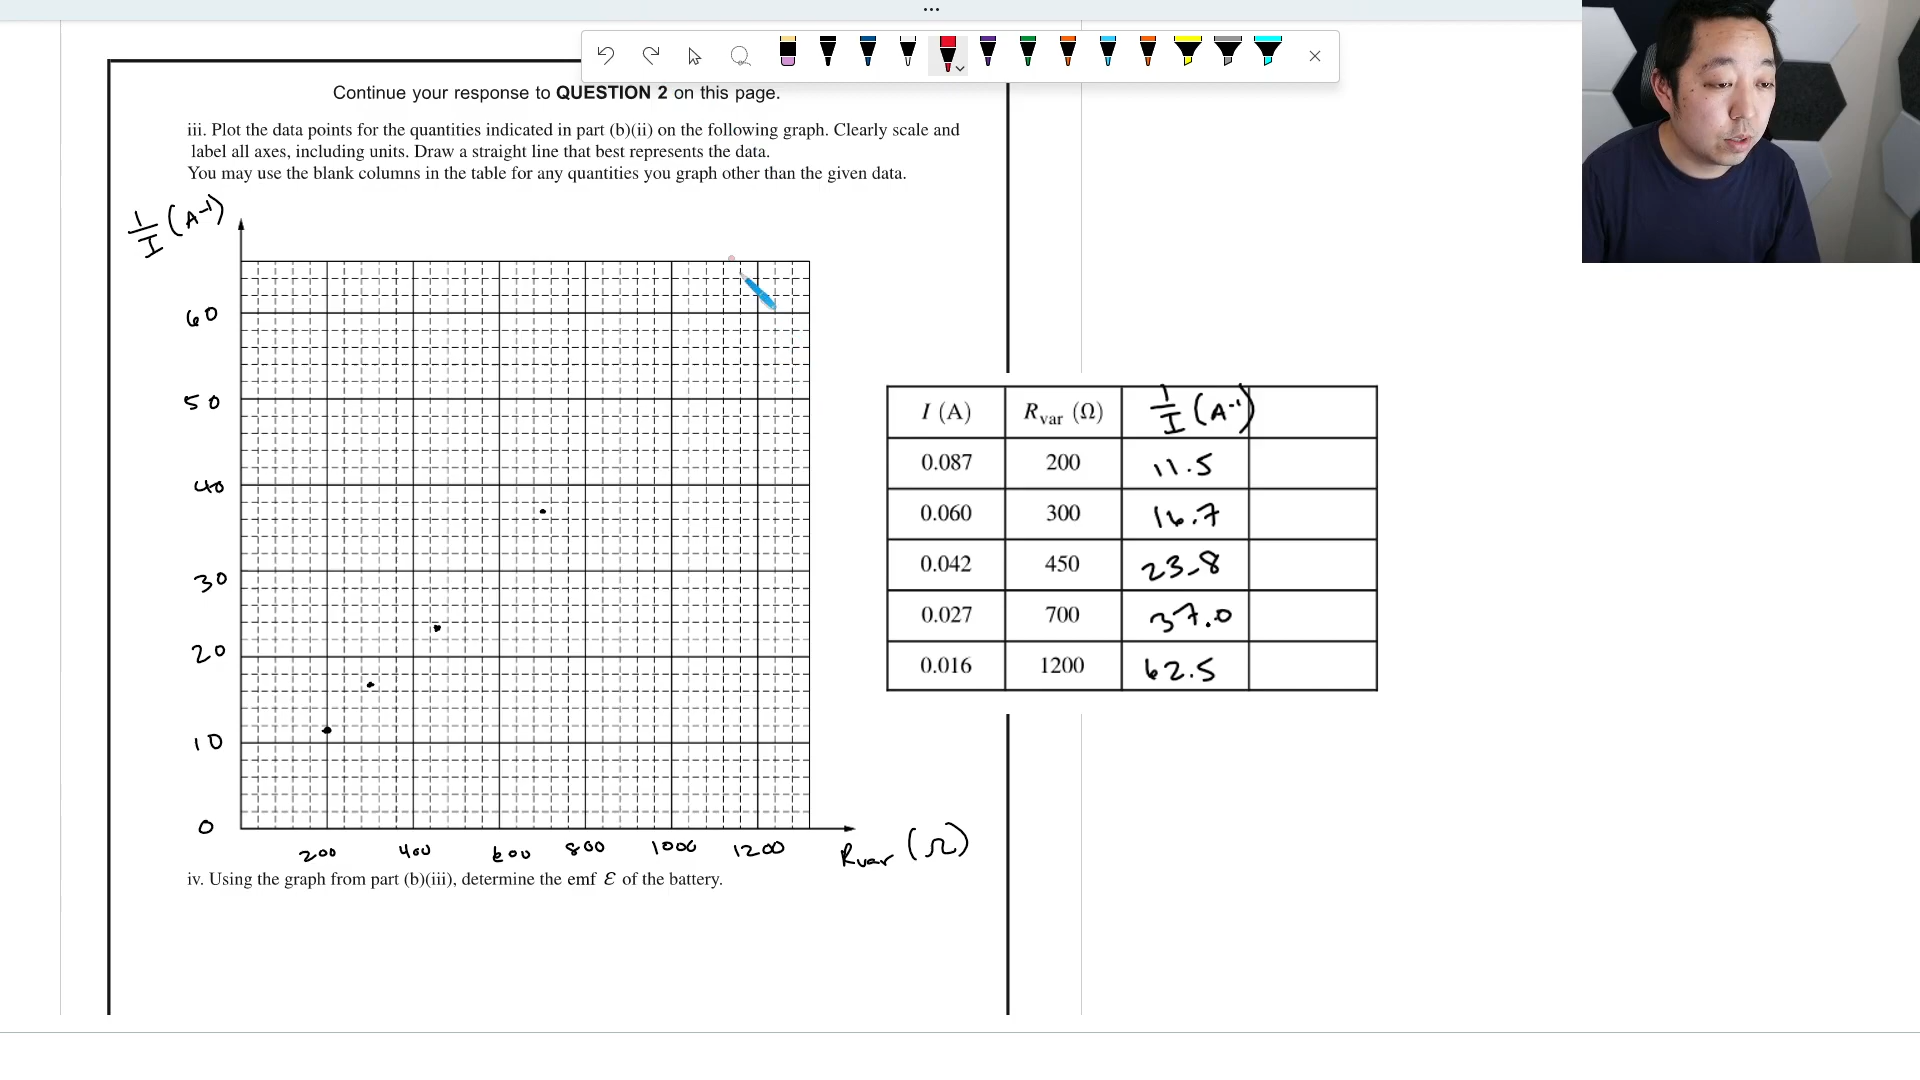 Continue your response to QUESTION 2 on this page.
iii. Plot the data points for the quantities indicated in part (b)(ii) on the following graph. Clearly scale and
label all axes, including units. Draw a straight line that best represents the data.
You may use the blank columns in the table for any quantities you graph other than the given data.
1/I (A⁻¹)
60
50
40
30
20
10
0
200 400 600 800 1000 1200 Rvar (Ω)
I (A) Rvar (Ω) 1/I (A⁻¹)
0.087 200 11.5
0.060 300 16.7
0.042 450 23.8
0.027 700 37.0
0.016 1200 62.5
iv. Using the graph from part (b)(iii), determine the emf ℰ of the battery.